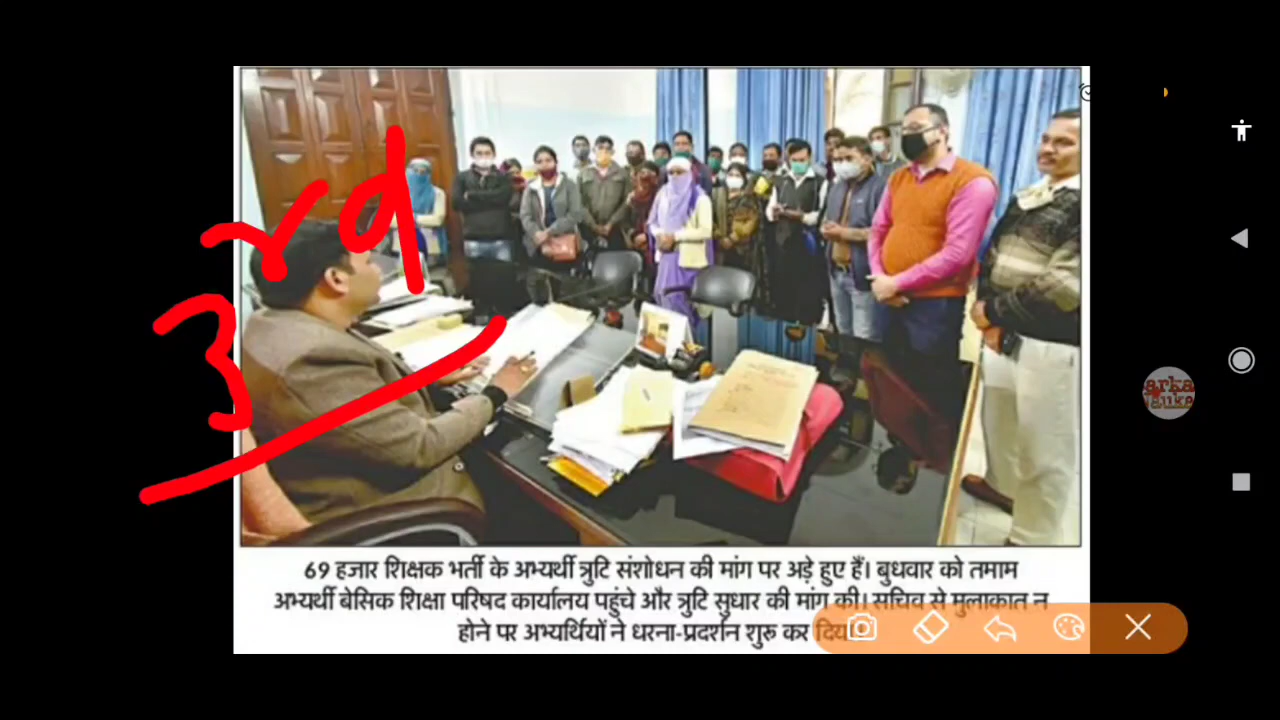 3rd
69 हजार शिक्षक भर्ती के अभ्यर्थी त्रुटि संशोधन की मांग पर अड़े हुए हैं। बुधवार को तमाम
अभ्यर्थी बेसिक शिक्षा परिषद कार्यालय पहुंचे और त्रुटि सुधार की मांग की। सचिव से मुलाकात न
होने पर अभ्यर्थियों ने धरना-प्रदर्शन शुरू कर दिया।